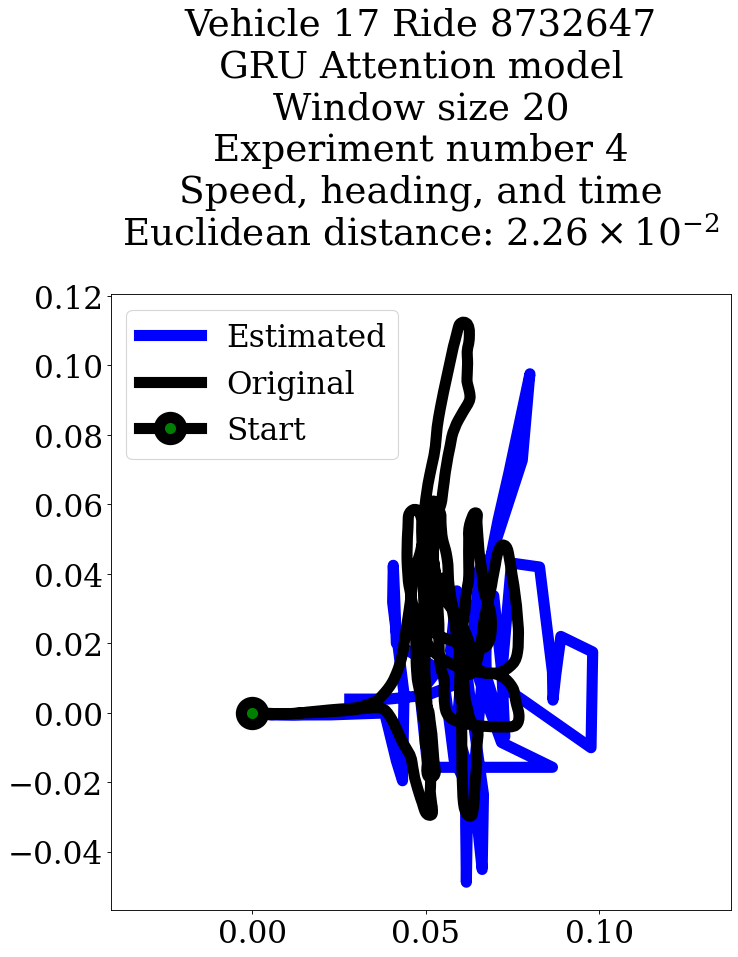 Vehicle 17 Ride 8732647
GRU Attention model
Window size 20
Experiment number 4
Speed, heading, and time
Euclidean distance: 2.26 × 10⁻²
0.12
0.10
0.08
0.06
0.04
0.02
0.00
−0.02
−0.04
Estimated
Original
Start
0.00 0.05 0.10